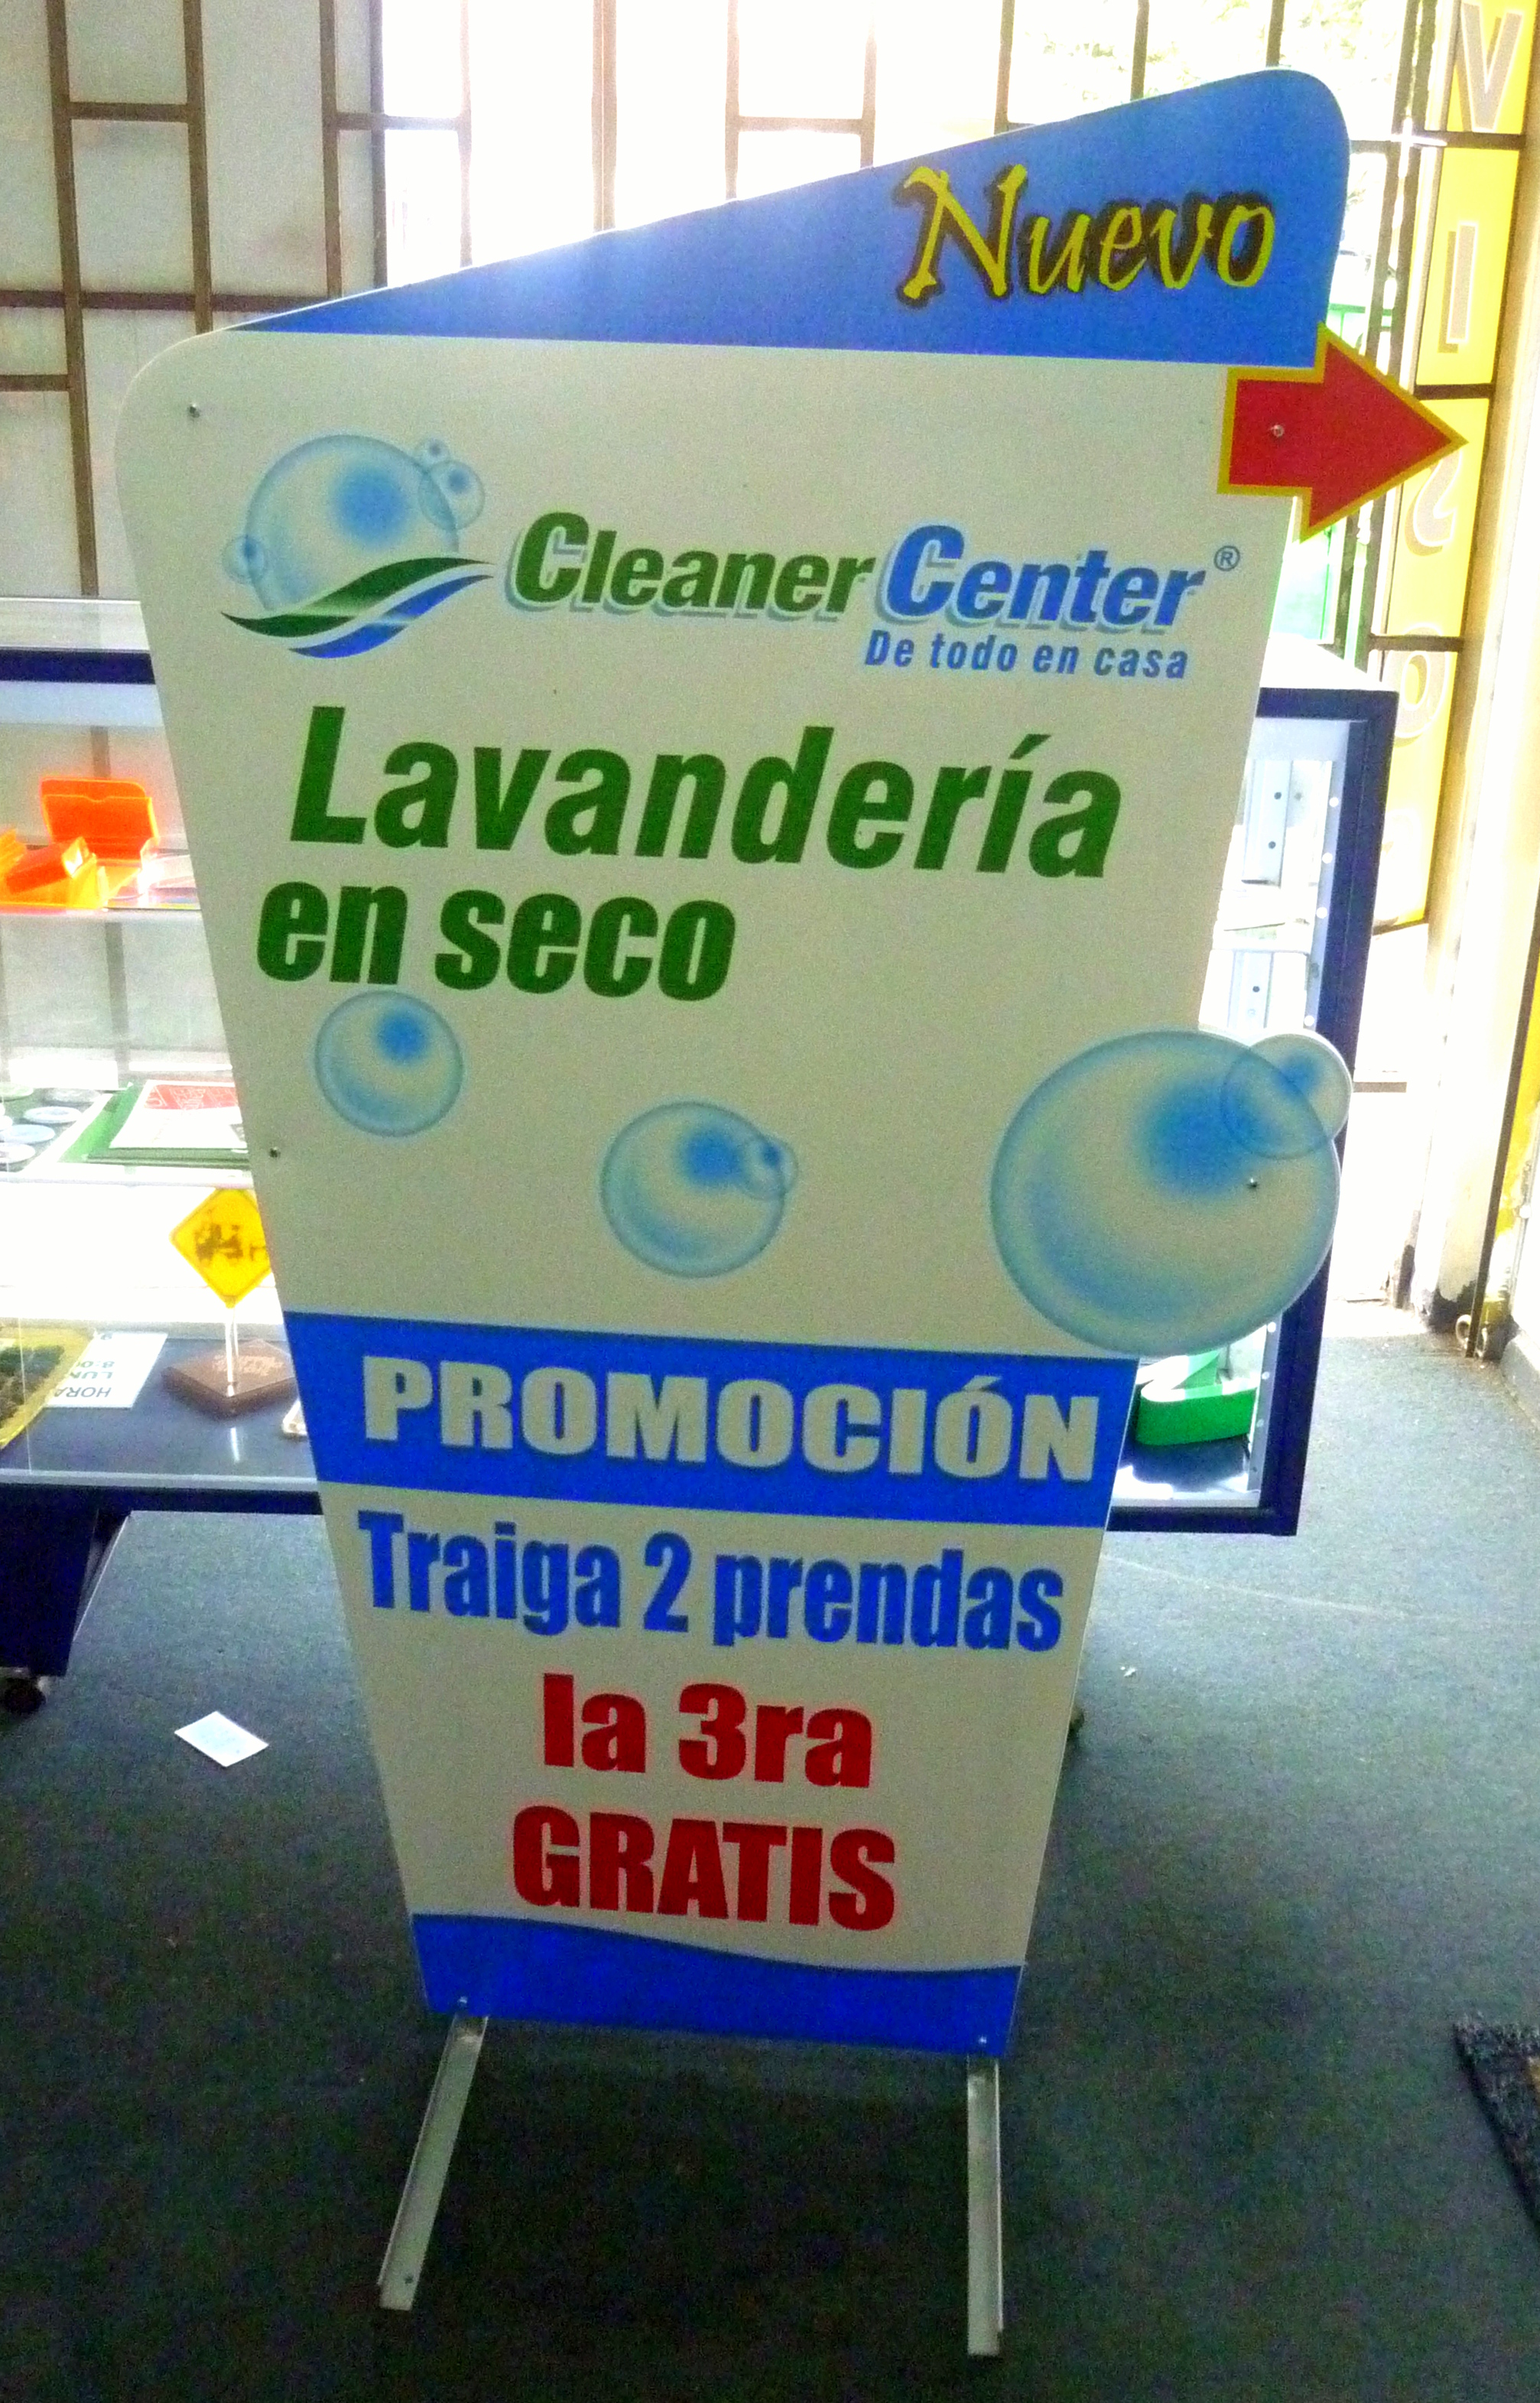 Nuevo
Cleaner Center®
De todo en casa
Lavandería
en seco
PROMOCIÓN
Traiga 2 prendas
la 3ra
GRATIS